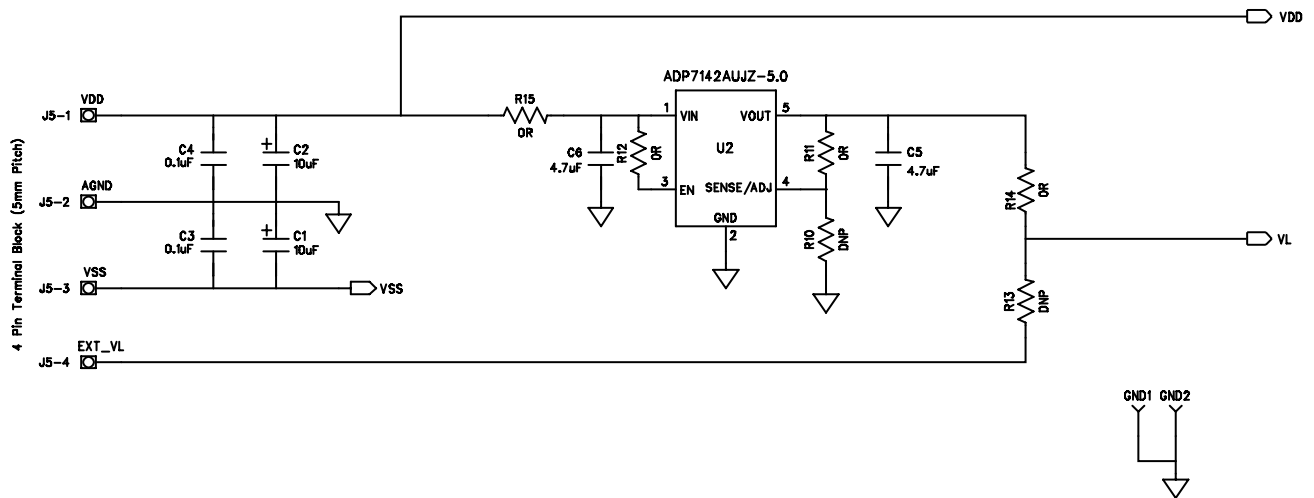 VDD
ADP7142AUJZ-5.0
J5-1
VDD
R15
0R
1
VIN
VOUT
5
C4
0.1uF
+
C2
10uF
C6
4.7uF
R12
0R
U2
R11
0R
C5
4.7uF
3
EN
SENSE/ADJ
4
R14
0R
J5-2
AGND
GND
2
R10
DNP
C3
0.1uF
+
C1
10uF
VL
J5-3
VSS
VSS
R13
DNP
J5-4
EXT_VL
4 Pin Terminal Block (5mm Pitch)
GND1 GND2